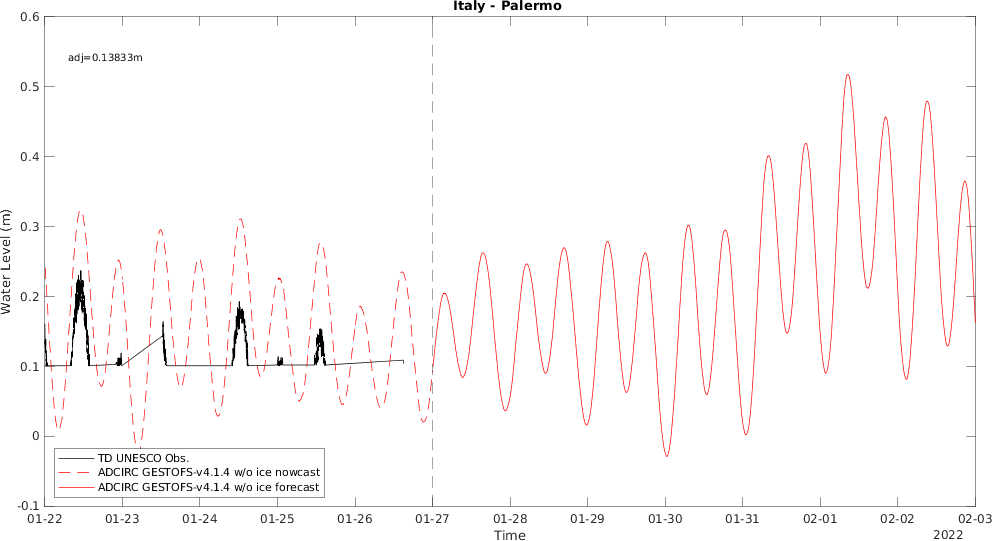 Italy - Palermo
adj=0.13833m
Water Level (m)
0.6
0.5
0.4
0.3
0.2
0.1
0
-0.1
TD UNESCO Obs.
ADCIRC GESTOFS-v4.1.4 w/o ice nowcast
ADCIRC GESTOFS-v4.1.4 w/o ice forecast
01-22 01-23 01-24 01-25 01-26 01-27 01-28 01-29 01-30 01-31 02-01 02-02 02-03
Time
2022